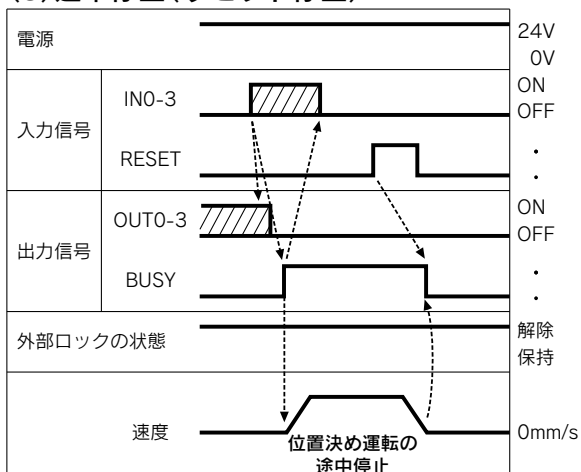 電源
24V
0V
入力信号
IN0-3
ON
OFF
RESET
・
・
出力信号
OUT0-3
ON
OFF
BUSY
・
・
外部ロックの状態
解除
保持
速度
位置決め運転の
途中停止
0mm/s